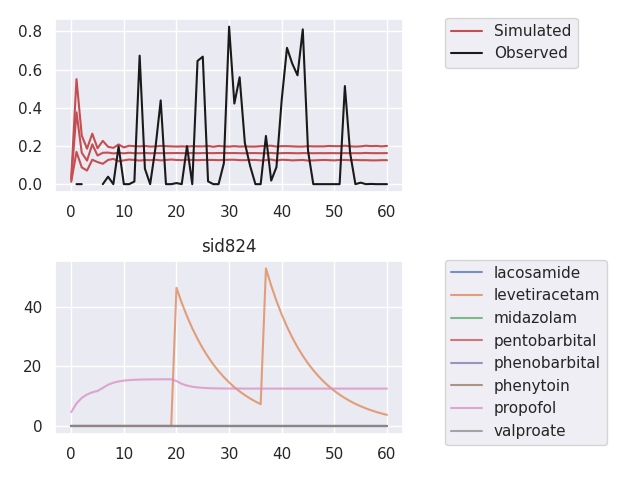 0.8
0.6
0.4
0.2
0.0
0 10 20 30 40 50 60
Simulated
Observed
sid824
40
20
0
0 10 20 30 40 50 60
lacosamide
levetiracetam
midazolam
pentobarbital
phenobarbital
phenytoin
propofol
valproate